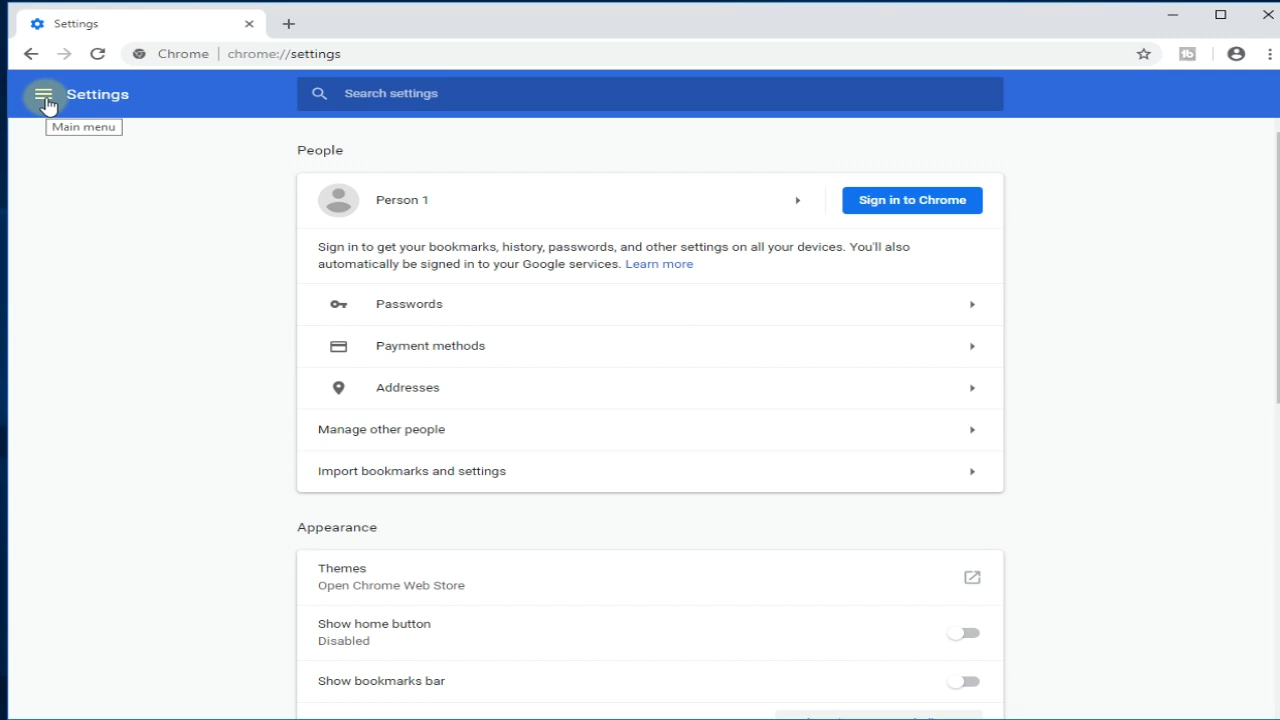 Settings
Chrome | chrome://settings
Settings
Search settings
Main menu
People
Person 1
Sign in to Chrome
Sign in to get your bookmarks, history, passwords, and other settings on all your devices. You'll also
automatically be signed in to your Google services. Learn more
Passwords
Payment methods
Addresses
Manage other people
Import bookmarks and settings
Appearance
Themes
Open Chrome Web Store
Show home button
Disabled
Show bookmarks bar